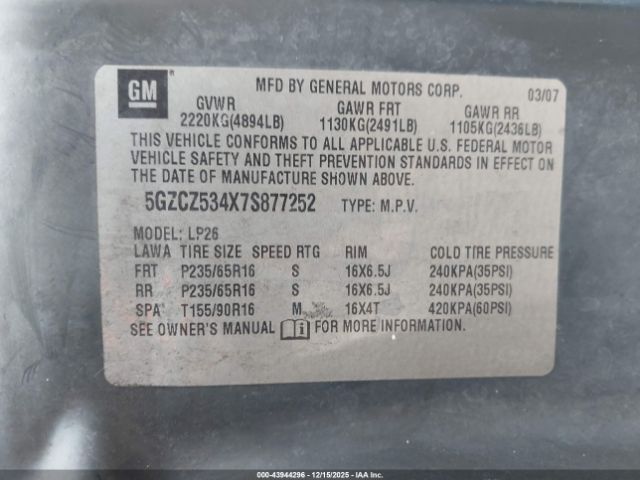 GM
MFD BY GENERAL MOTORS CORP. 03/07
GVWR GAWR FRT GAWR RR
2220KG(4894LB) 1130KG(2491LB) 1105KG(2436LB)
THIS VEHICLE CONFORMS TO ALL APPLICABLE U.S. FEDERAL MOTOR
VEHICLE SAFETY AND THEFT PREVENTION STANDARDS IN EFFECT ON
THE DATE OF MANUFACTURE SHOWN ABOVE.
5GZCZ534X7S877252 TYPE: M.P.V.
MODEL: LP26
LAWA TIRE SIZE SPEED RTG RIM COLD TIRE PRESSURE
FRT P235/65R16 S 16X6.5J 240KPA(35PSI)
RR P235/65R16 S 16X6.5J 240KPA(35PSI)
SPA T155/90R16 M 16X4T 420KPA(60PSI)
SEE OWNER'S MANUAL FOR MORE INFORMATION.
000-43944296 - 12/15/2025 - COPYRIGHT IAA, LLC.